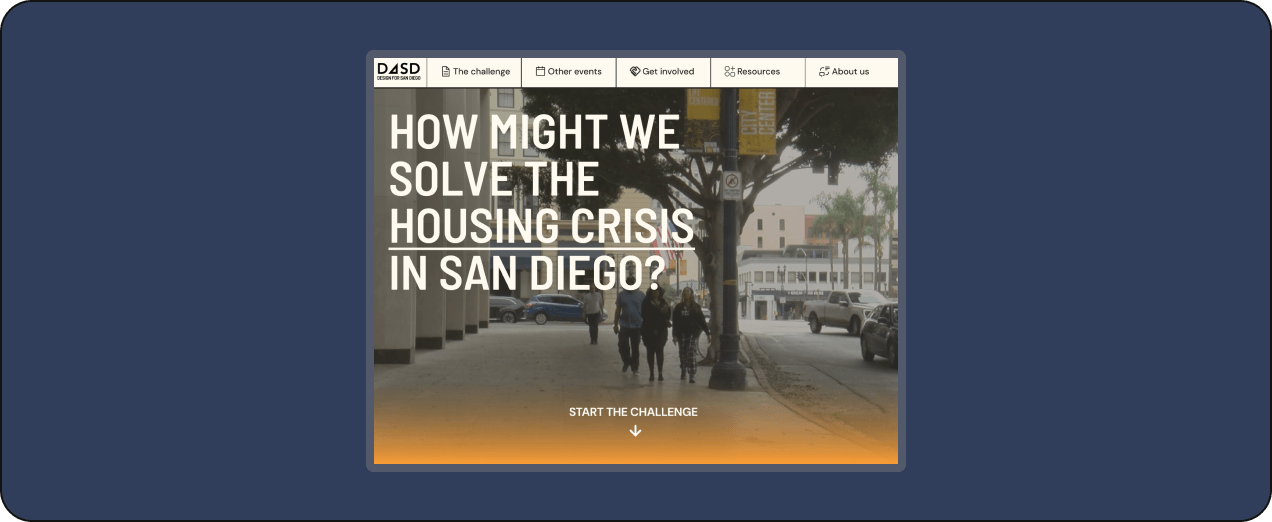 D4SD
DESIGN FOR SAN DIEGO
The challenge
Other events
Get involved
Resources
About us
HOW MIGHT WE
SOLVE THE
HOUSING CRISIS
IN SAN DIEGO?
CITY
CENTER
START THE CHALLENGE